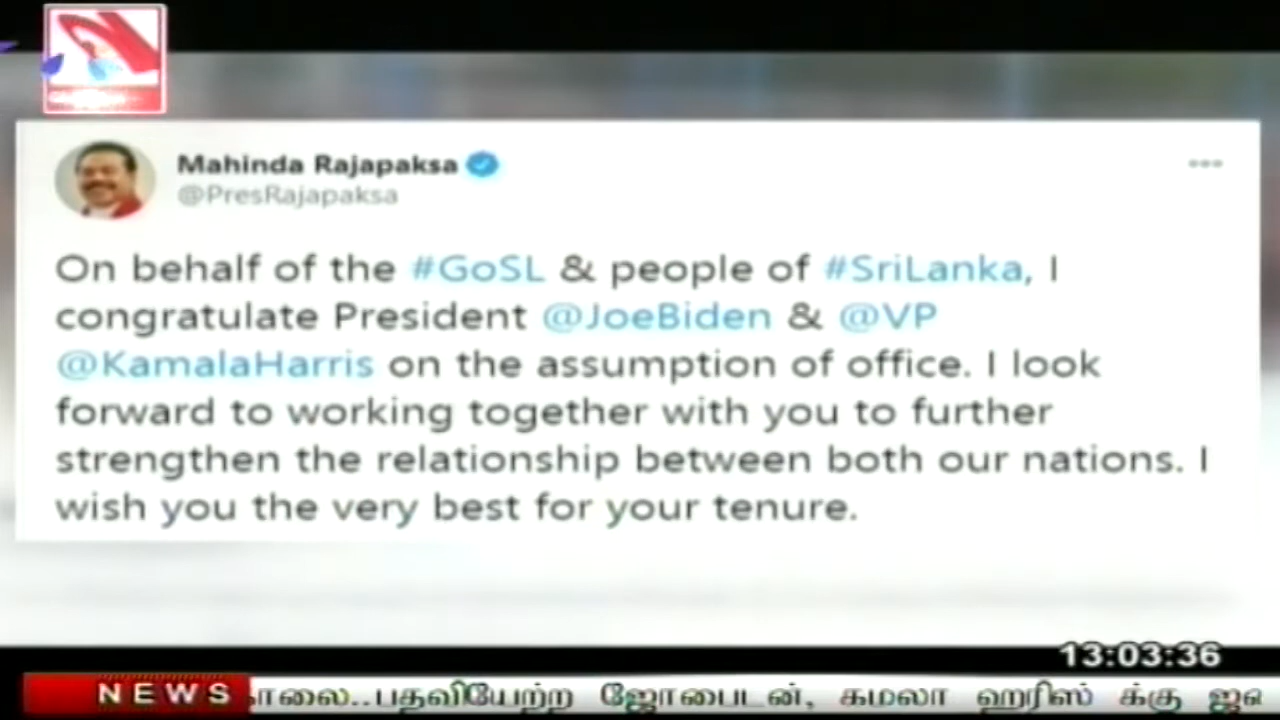 Mahinda Rajapaksa
@PresRajapaksa
On behalf of the #GoSL & people of #SriLanka, I
congratulate President @JoeBiden & @VP
@KamalaHarris on the assumption of office. I look
forward to working together with you to further
strengthen the relationship between both our nations. I
wish you the very best for your tenure.
13:03:36
NEWS பதவியேற்ற ஜோபைடன், கமலா ஹரிஸ் க்கு